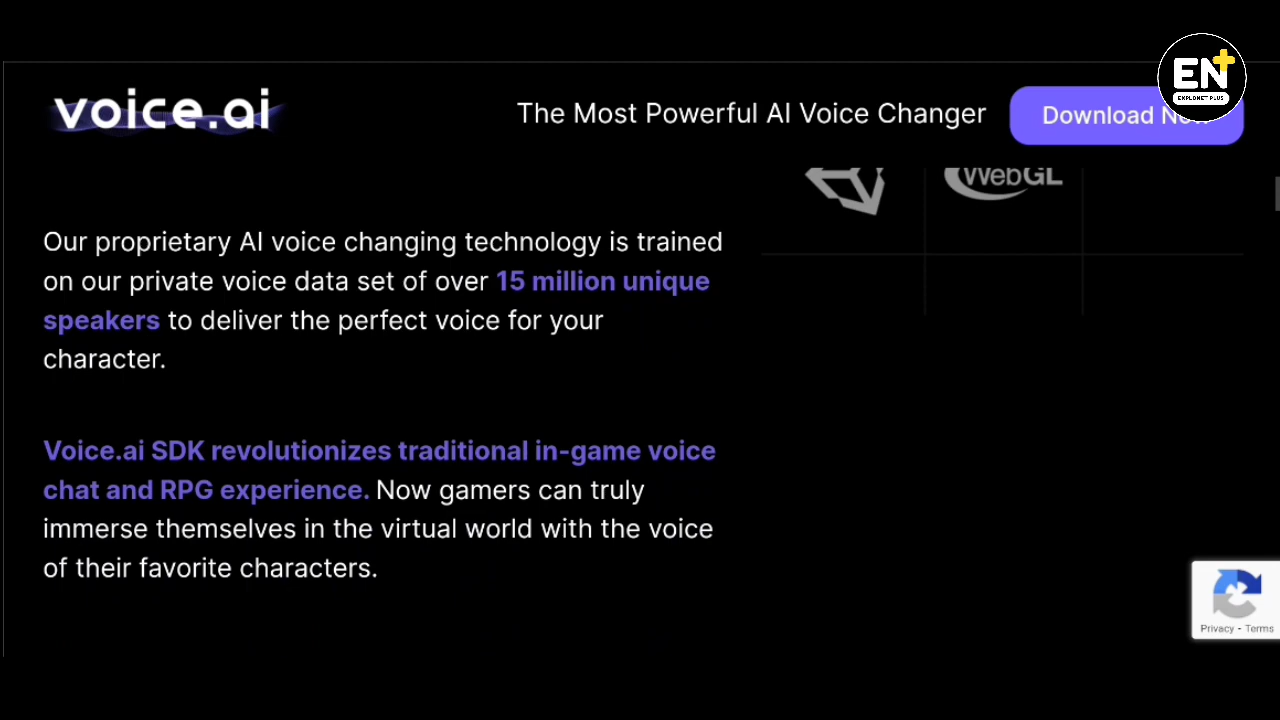 voice.ai
The Most Powerful AI Voice Changer
Download Now
EN+
EXPLORNET PLUS
WebGL
Our proprietary AI voice changing technology is trained
on our private voice data set of over 15 million unique
speakers to deliver the perfect voice for your
character.
Voice.ai SDK revolutionizes traditional in-game voice
chat and RPG experience. Now gamers can truly
immerse themselves in the virtual world with the voice
of their favorite characters.
Privacy - Terms